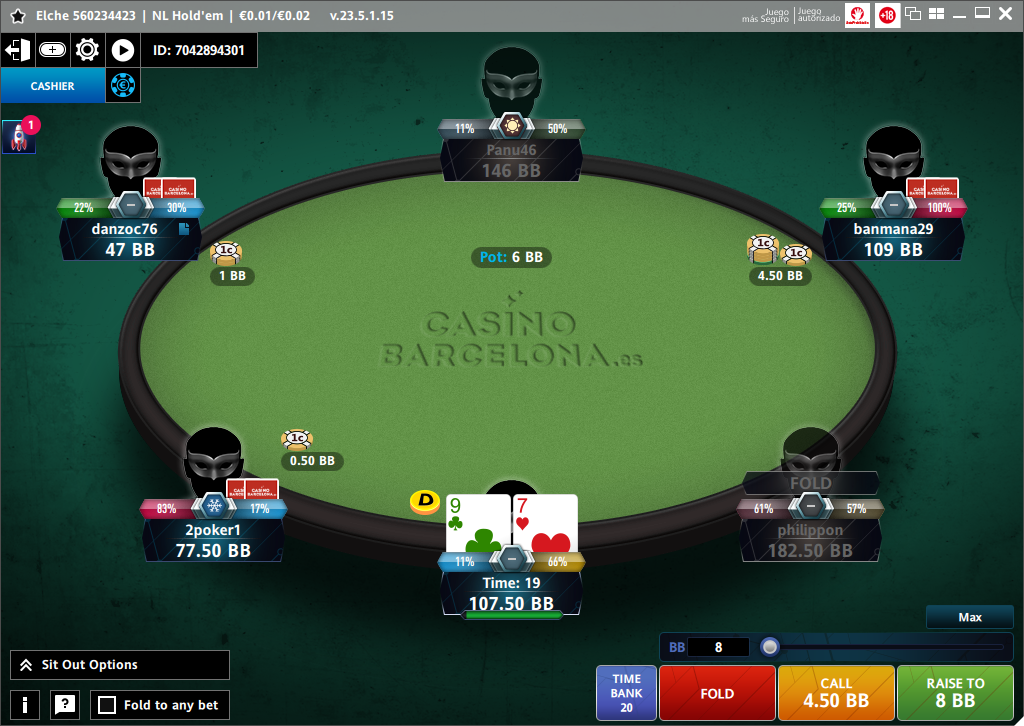 Elche 560234423 | NL Hold'em | €0.01/€0.02 v.23.5.1.15
Juego más Seguro
Juego autorizado
+18
ID: 7042894301
CASHIER
1
11% 50%
Panu46
146 BB
22% 30%
danzoc76
47 BB
25% 100%
banmana29
109 BB
1c
1 BB
Pot: 6 BB
1c 1c
4.50 BB
CASINO
BARCELONA.es
1c
0.50 BB
83% 17%
2poker1
77.50 BB
D
9 7
11% 66%
Time: 19
107.50 BB
FOLD
61% 57%
philippon
182.50 BB
Max
BB 8
Sit Out Options
i
?
Fold to any bet
TIME BANK 20
FOLD
CALL
4.50 BB
RAISE TO
8 BB